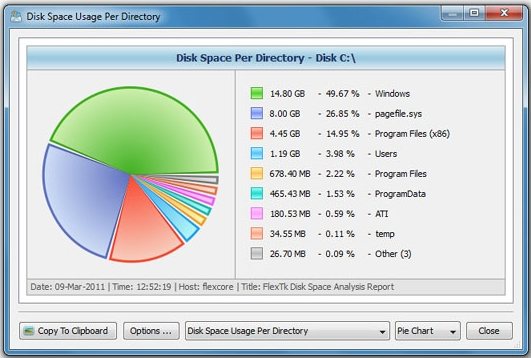 Disk Space Usage Per Directory
Disk Space Per Directory - Disk C:\
14.80 GB - 49.67 % - Windows
8.00 GB - 26.85 % - pagefile.sys
4.45 GB - 14.95 % - Program Files (x86)
1.19 GB - 3.98 % - Users
678.40 MB - 2.22 % - Program Files
465.43 MB - 1.53 % - ProgramData
180.53 MB - 0.59 % - ATI
34.55 MB - 0.11 % - temp
26.70 MB - 0.09 % - Other (3)
Date: 09-Mar-2011 | Time: 12:52:19 | Host: flexcore | Title: FlexTk Disk Space Analysis Report
Copy To Clipboard Options ... Disk Space Usage Per Directory Pie Chart Close